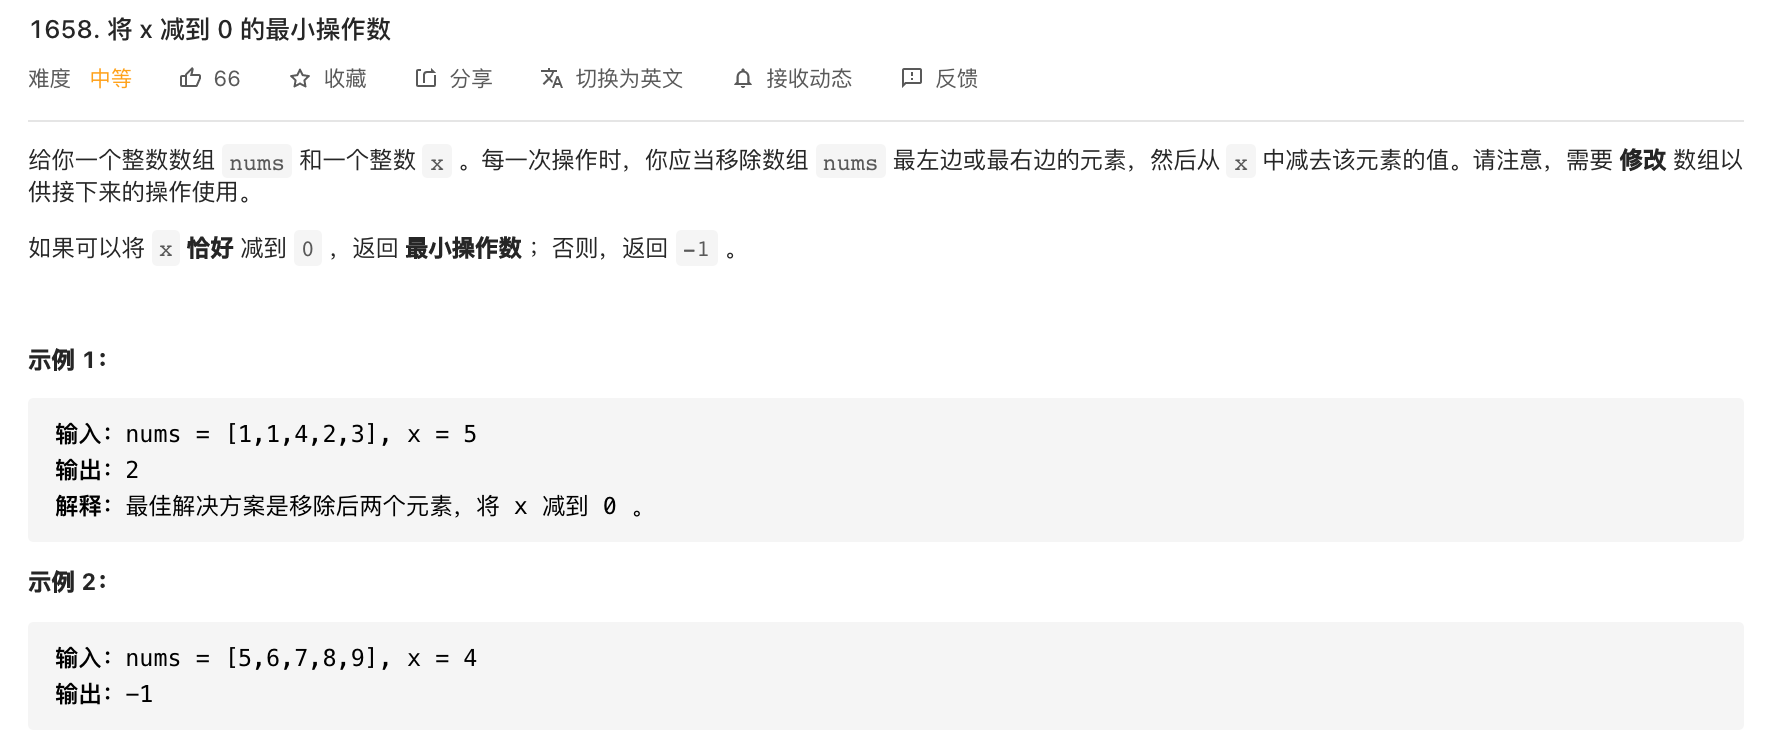 1658. 将 x 减到 0 的最小操作数
难度 中等 66 收藏 分享 切换为英文 接收动态 反馈
给你一个整数数组 nums 和一个整数 x 。每一次操作时，你应当移除数组 nums 最左边或最右边的元素，然后从 x 中减去该元素的值。请注意，需要 修改 数组以
供接下来的操作使用。
如果可以将 x 恰好 减到 0 ，返回 最小操作数 ；否则，返回 -1 。
示例 1：
输入：nums = [1,1,4,2,3], x = 5
输出：2
解释：最佳解决方案是移除后两个元素，将 x 减到 0 。
示例 2：
输入：nums = [5,6,7,8,9], x = 4
输出：-1